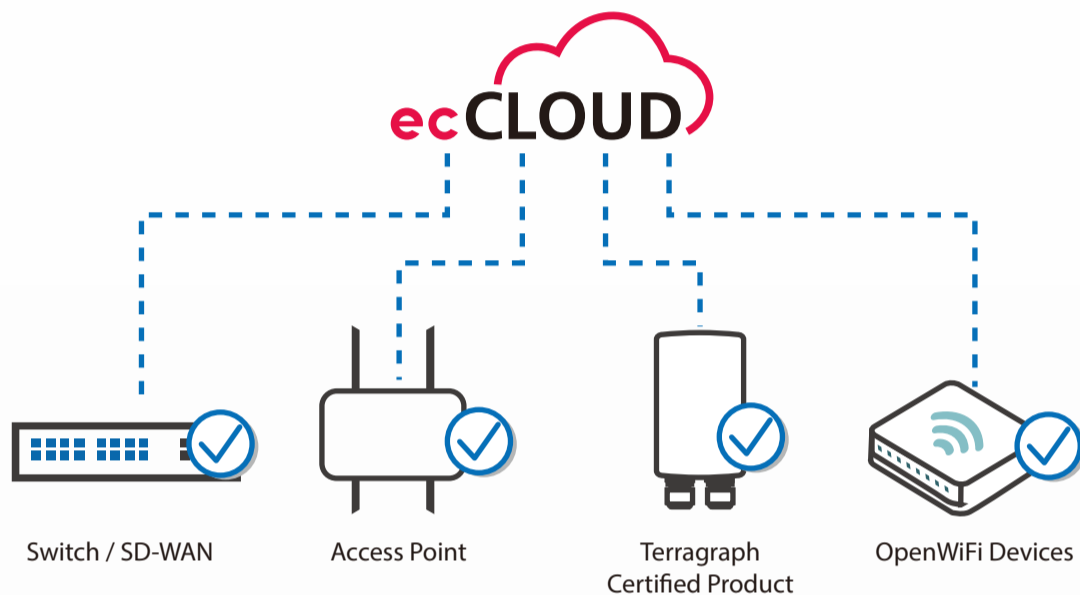 ecCLOUD
Switch / SD-WAN
Access Point
Terragraph
Certified Product
OpenWiFi Devices